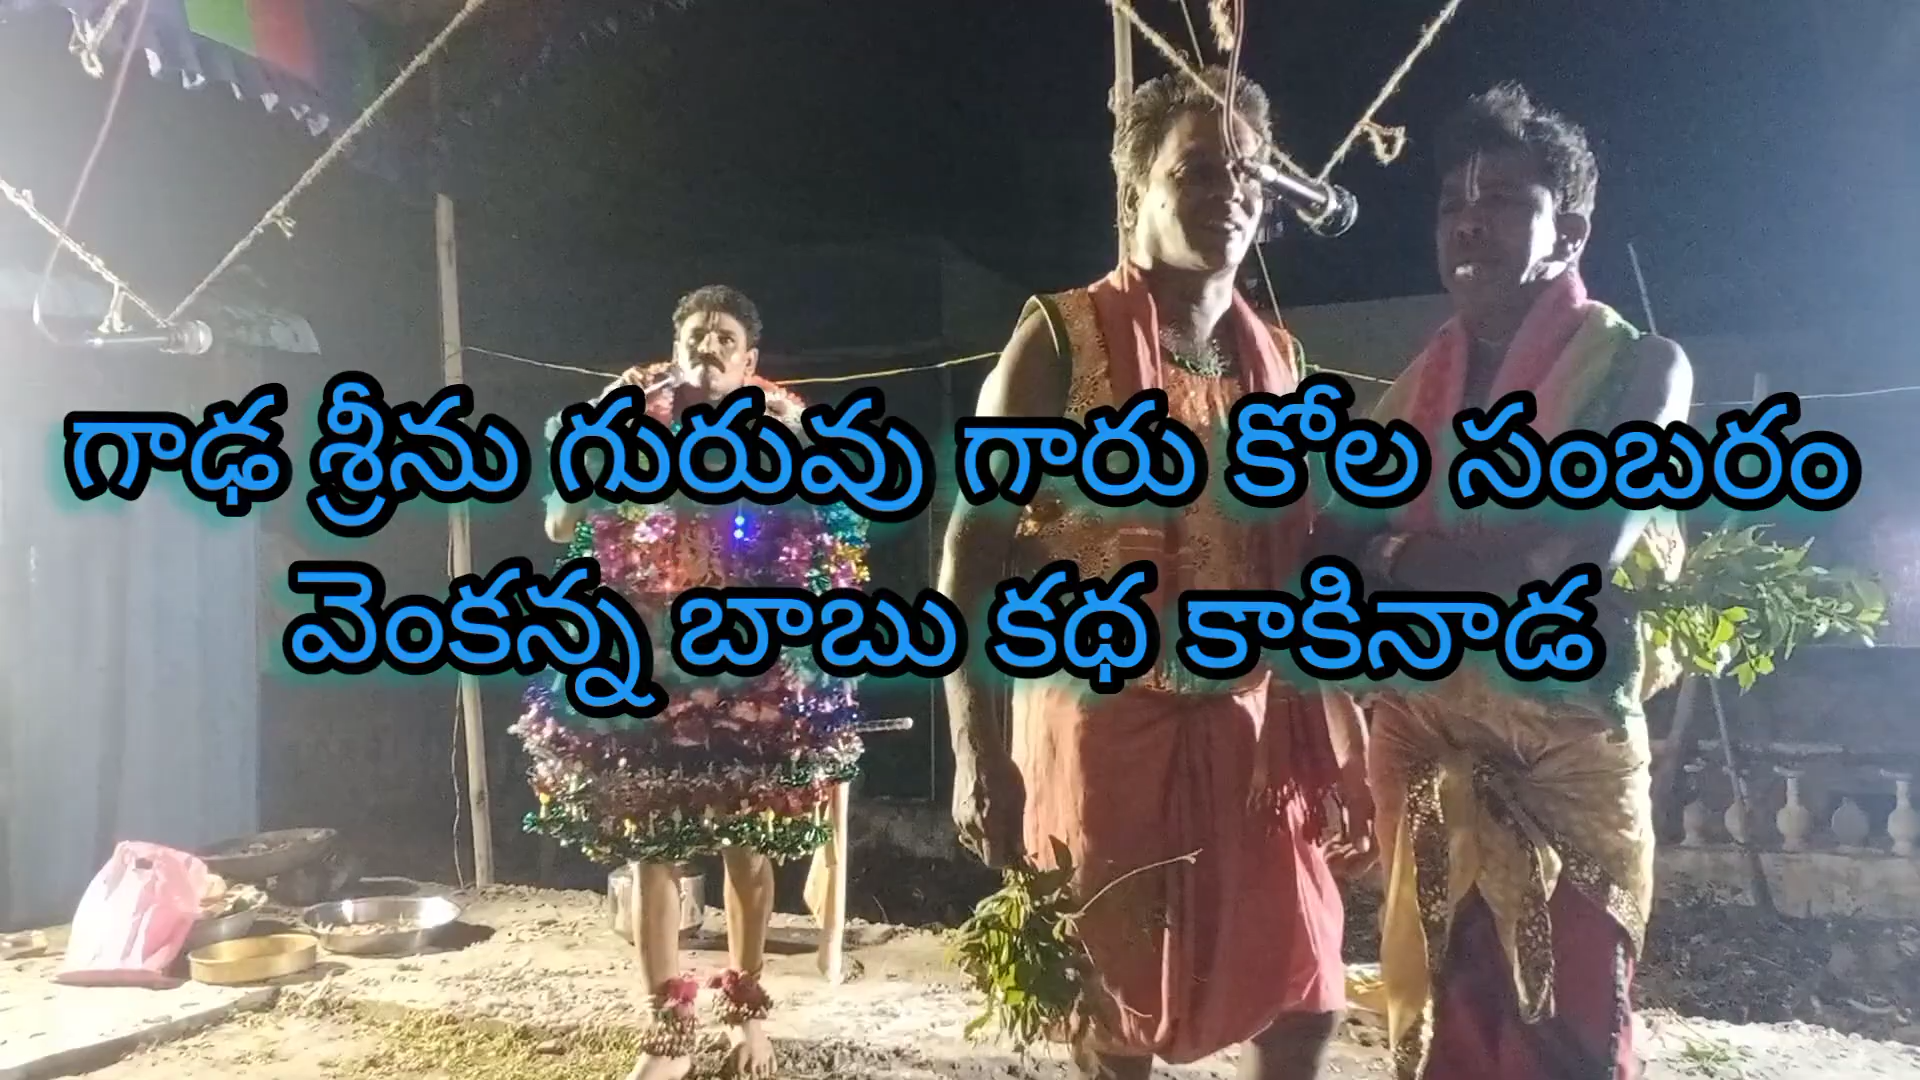 గాఢ శ్రీను గురువు గారు కోల సంబరం
వెంకన్న బాబు కథ కాకినాడ